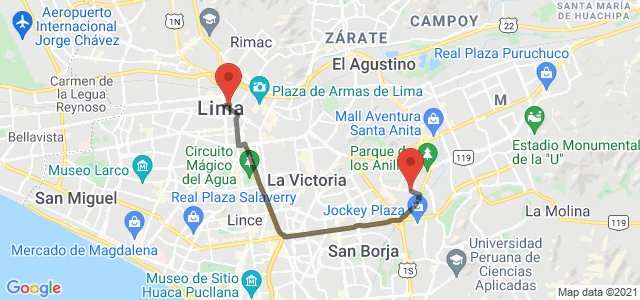 Aeropuerto
Internacional
Jorge Chávez
1N
Rimac
ZÁRATE
CAMPOY
22
SANTA MARÍA
DE HUACHIPA
El Agustino
Real Plaza Puruchuco
Carmen de
la Legua
Reynoso
Plaza de Armas de Lima
Lima
M
Bellavista
Mall Aventura
Santa Anita
Circuito
Mágico
del Agua
Parque de
los Anill
119
Estadio Monumental
de la "U"
Museo Larco
La Victoria
San Miguel
Real Plaza Salaverry
Lince
Jockey Plaza
119
La Molina
Mercado de Magdalena
San Borja
Universidad
Peruana de
Ciencias
Aplicadas
Museo de Sitio
Huaca Pucllana
1S
Google
Map data ©2021